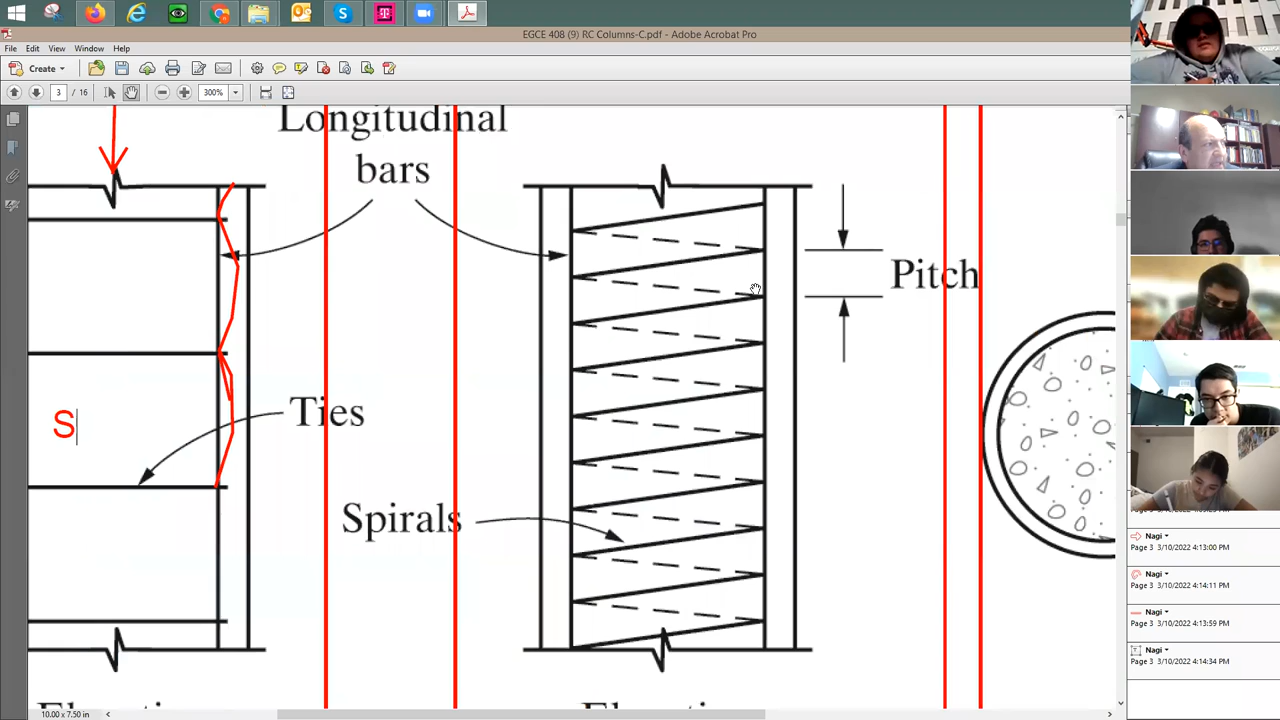 EGCE 408 (9) RC Columns-C.pdf - Adobe Acrobat Pro
File Edit View Window Help
Create
3 / 16
300%
Longitudinal
bars
Pitch
S
Ties
Spirals
Nagi
Page 3 3/10/2022 4:13:00 PM
Nagi
Page 3 3/10/2022 4:14:11 PM
Nagi
Page 3 3/10/2022 4:13:59 PM
Nagi
Page 3 3/10/2022 4:14:34 PM
10.00 x 7.50 in